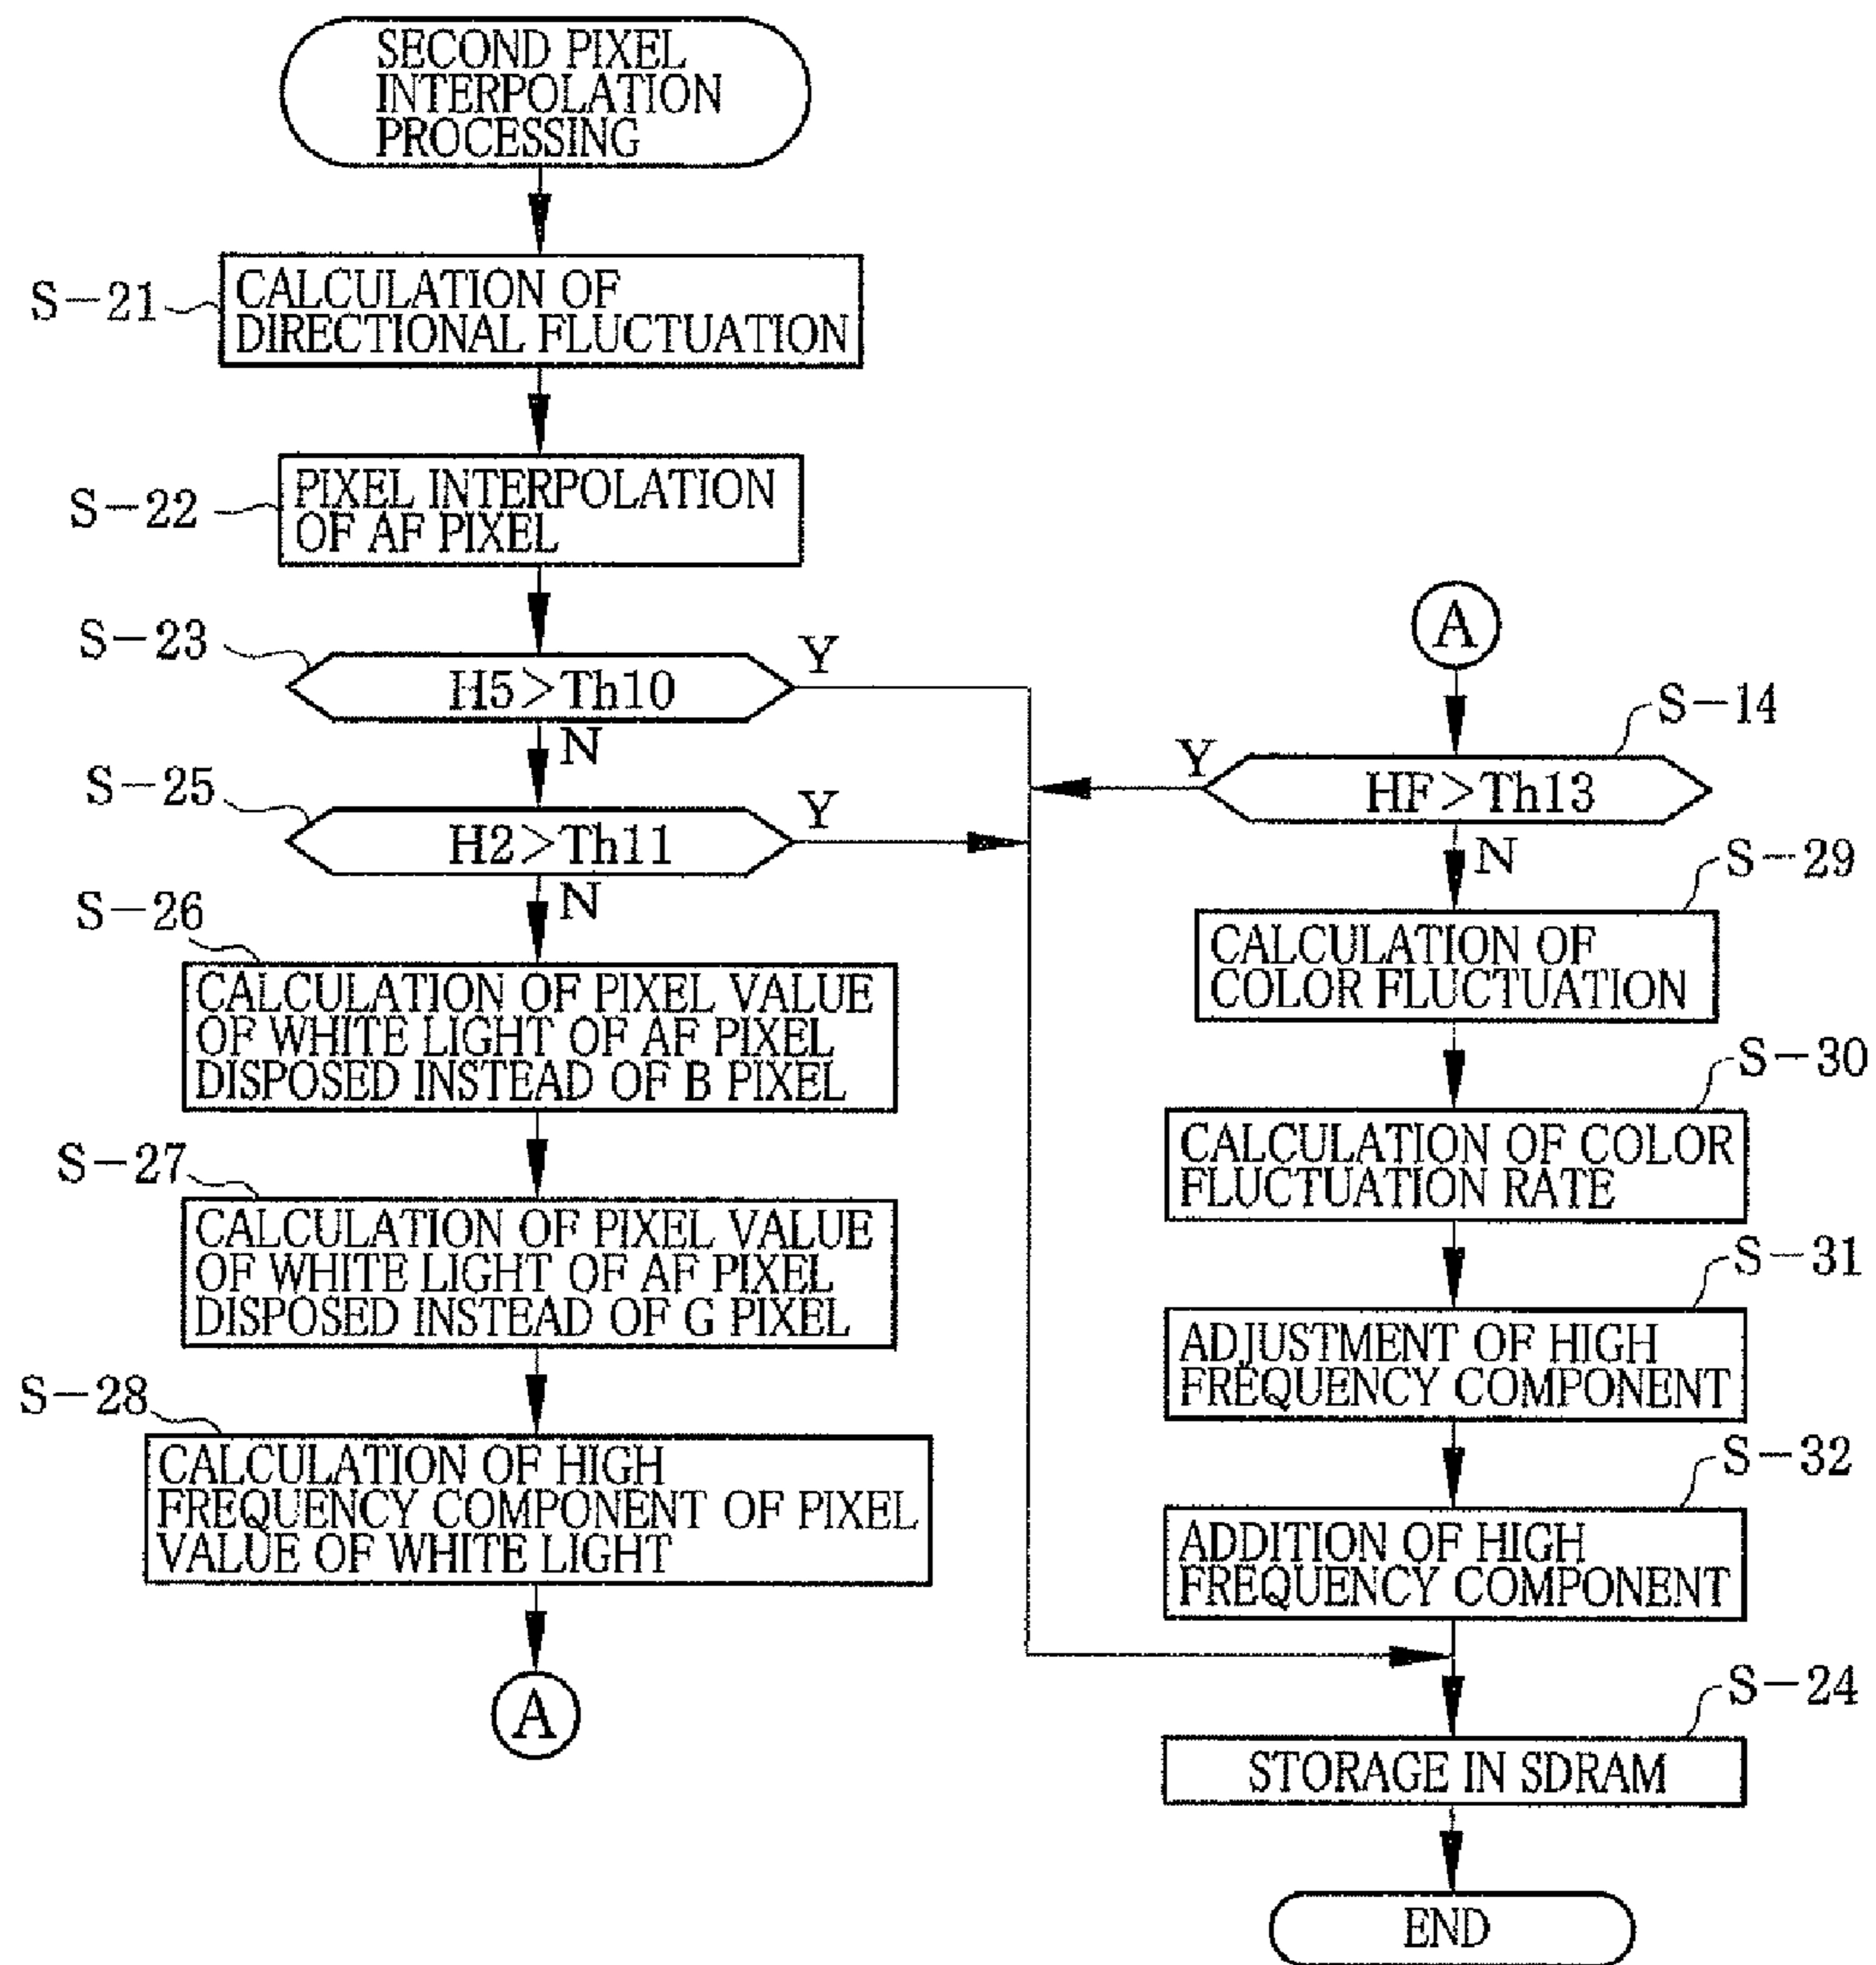 SECOND PIXEL
INTERPOLATION
PROCESSING
S-21
CALCULATION OF
DIRECTIONAL FLUCTUATION
S-22
PIXEL INTERPOLATION
OF AF PIXEL
S-23
H5>Th10
Y
N
S-25
H2>Th11
Y
N
S-26
CALCULATION OF PIXEL VALUE
OF WHITE LIGHT OF AF PIXEL
DISPOSED INSTEAD OF B PIXEL
S-27
CALCULATION OF PIXEL VALUE
OF WHITE LIGHT OF AF PIXEL
DISPOSED INSTEAD OF G PIXEL
S-28
CALCULATION OF HIGH
FREQUENCY COMPONENT OF PIXEL
VALUE OF WHITE LIGHT
A
A
S-14
Y
HF>Th13
N
S-29
CALCULATION OF
COLOR FLUCTUATION
S-30
CALCULATION OF COLOR
FLUCTUATION RATE
S-31
ADJUSTMENT OF HIGH
FREQUENCY COMPONENT
S-32
ADDITION OF HIGH
FREQUENCY COMPONENT
S-24
STORAGE IN SDRAM
END